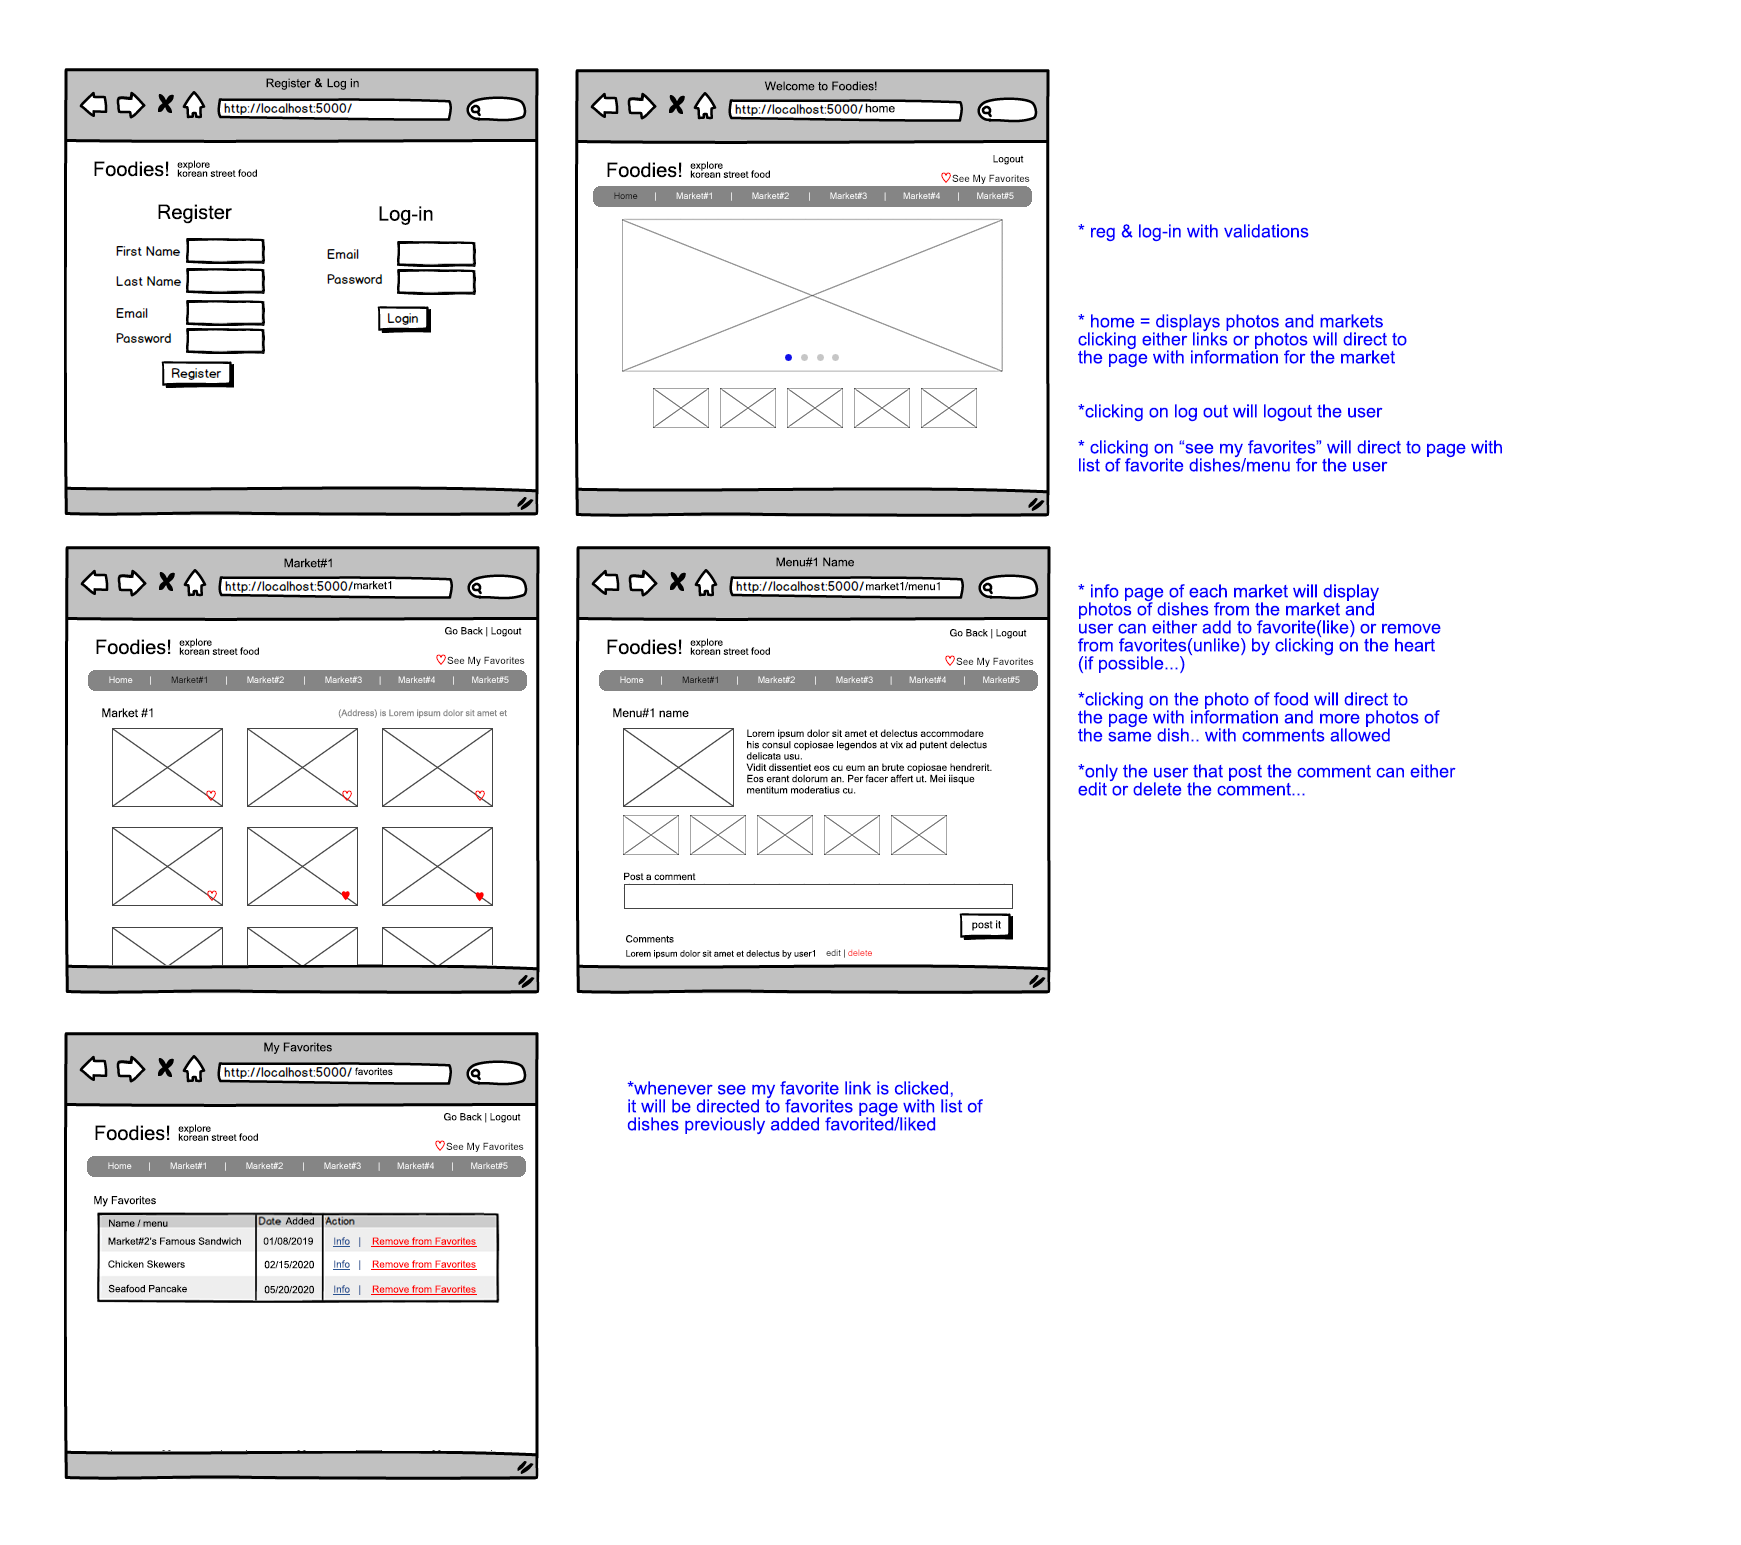 Register & Log in
http://localhost:5000/
Foodies! explore
korean street food
Register
Log-in
First Name
Last Name
Email
Password
Register
Email
Password
Login
Welcome to Foodies!
http://localhost:5000/ home
Logout
Foodies! explore
korean street food
See My Favorites
Home | Market#1 | Market#2 | Market#3 | Market#4 | Market#5
* reg & log-in with validations
* home = displays photos and markets
clicking either links or photos will direct to
the page with information for the market
*clicking on log out will logout the user
* clicking on “see my favorites” will direct to page with
list of favorite dishes/menu for the user
Market#1
http://localhost:5000/market1
Go Back | Logout
Foodies! explore
korean street food
See My Favorites
Home | Market#1 | Market#2 | Market#3 | Market#4 | Market#5
Market #1
(Address) is Lorem ipsum dolor sit amet et
Menu#1 Name
http://localhost:5000/ market1/menu1
Go Back | Logout
Foodies! explore
korean street food
See My Favorites
Home | Market#1 | Market#2 | Market#3 | Market#4 | Market#5
Menu#1 name
Lorem ipsum dolor sit amet et delectus accommodare
his consul copiosae legendos at vix ad putent delectus
delicata usu.
Vidit dissentiet eos cu eum an brute copiosae hendrerit.
Eos erant dolorum an. Per facer affert ut. Mei iisque
mentitum moderatius cu.
Post a comment
post it
Comments
Lorem ipsum dolor sit amet et delectus by user1 edit | delete
* info page of each market will display
photos of dishes from the market and
user can either add to favorite(like) or remove
from favorites(unlike) by clicking on the heart
(if possible...)
*clicking on the photo of food will direct to
the page with information and more photos of
the same dish.. with comments allowed
*only the user that post the comment can either
edit or delete the comment...
My Favorites
http://localhost:5000/ favorites
Go Back | Logout
Foodies! explore
korean street food
See My Favorites
Home | Market#1 | Market#2 | Market#3 | Market#4 | Market#5
My Favorites
Name / menu Date Added Action
Market#2's Famous Sandwich 01/08/2019 Info | Remove from Favorites
Chicken Skewers 02/15/2020 Info | Remove from Favorites
Seafood Pancake 05/20/2020 Info | Remove from Favorites
*whenever see my favorite link is clicked,
it will be directed to favorites page with list of
dishes previously added favorited/liked